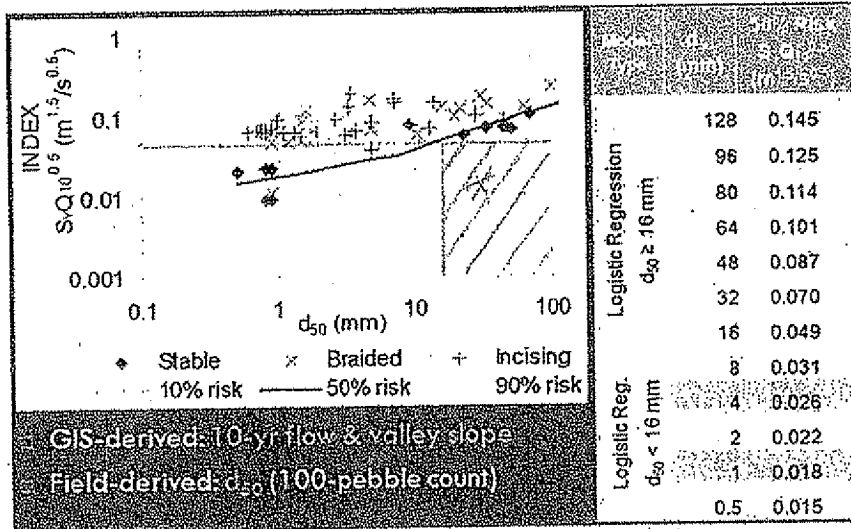 1
0.1
0.01
0.001
INDEX
SvQ10^0.5 (m^1.5/s^0.5)
0.1 1 10 100
d50 (mm)
Stable Braided Incising
10% risk 50% risk 90% risk
GIS-derived: 10-yr flow & valley slope
Field-derived: d50 (100-pebble count)
(mm)
Logistic Regression
d50 ≥ 16 mm
128 0.145
96 0.125
80 0.114
64 0.101
48 0.087
32 0.070
16 0.049
Logistic Reg.
d50 < 16 mm
8 0.031
4 0.026
2 0.022
1 0.018
0.5 0.015